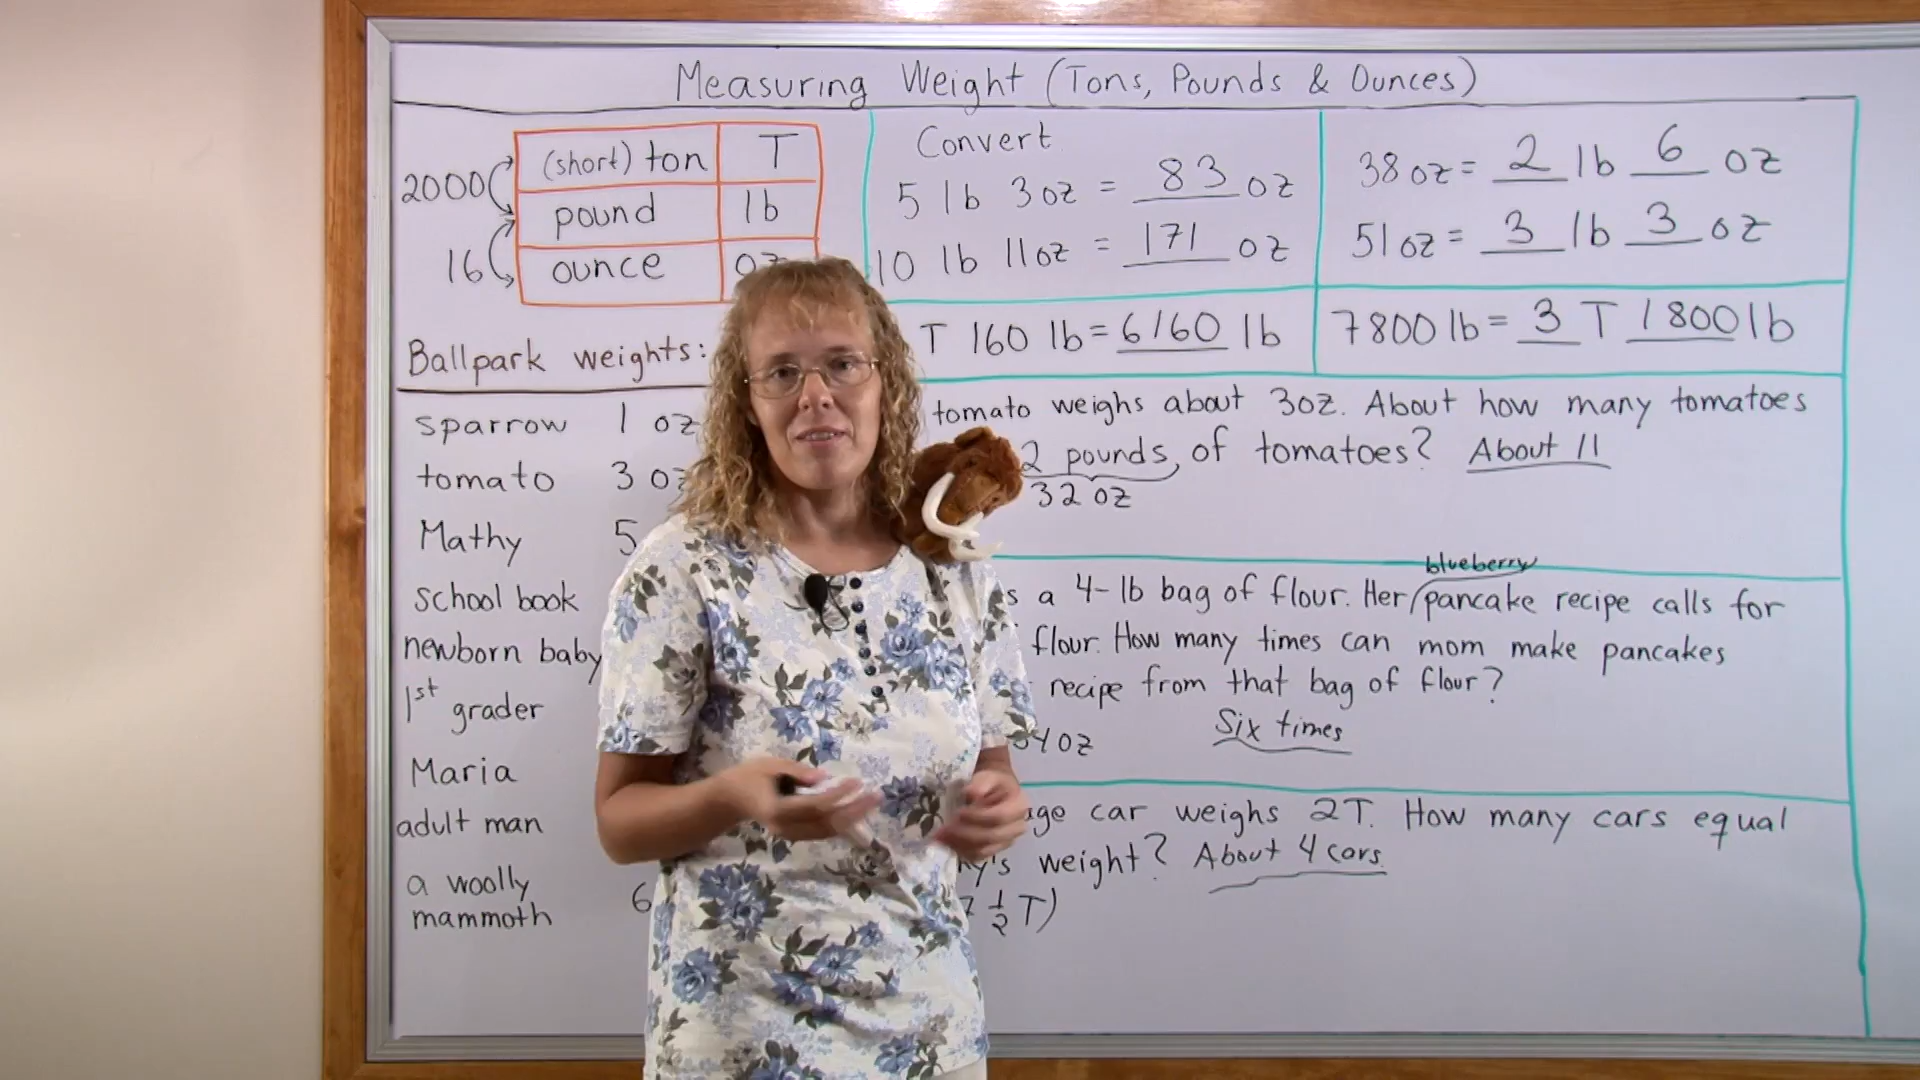 Measuring Weight (Tons, Pounds & Ounces)
2000
(short) ton T
pound lb
16
ounce oz
Convert
5 lb 3 oz = 83 oz
10 lb 11 oz = 171 oz
38 oz = 2 lb 6 oz
51 oz = 3 lb 3 oz
T 160 lb = 6160 lb
7800 lb = 3 T 1800 lb
Ballpark weights:
sparrow 1 oz
tomato 3 oz
Mathy 5
school book
newborn baby
1st grader
Maria
adult man
a woolly
mammoth 6
tomato weighs about 3oz. About how many tomatoes
2 pounds of tomatoes? About 11
32 oz
blueberry
a 4-lb bag of flour. Her pancake recipe calls for
flour. How many times can mom make pancakes
recipe from that bag of flour?
oz Six times
car weighs 2T. How many cars equal
weight? About 4 cars.
1/2 T)